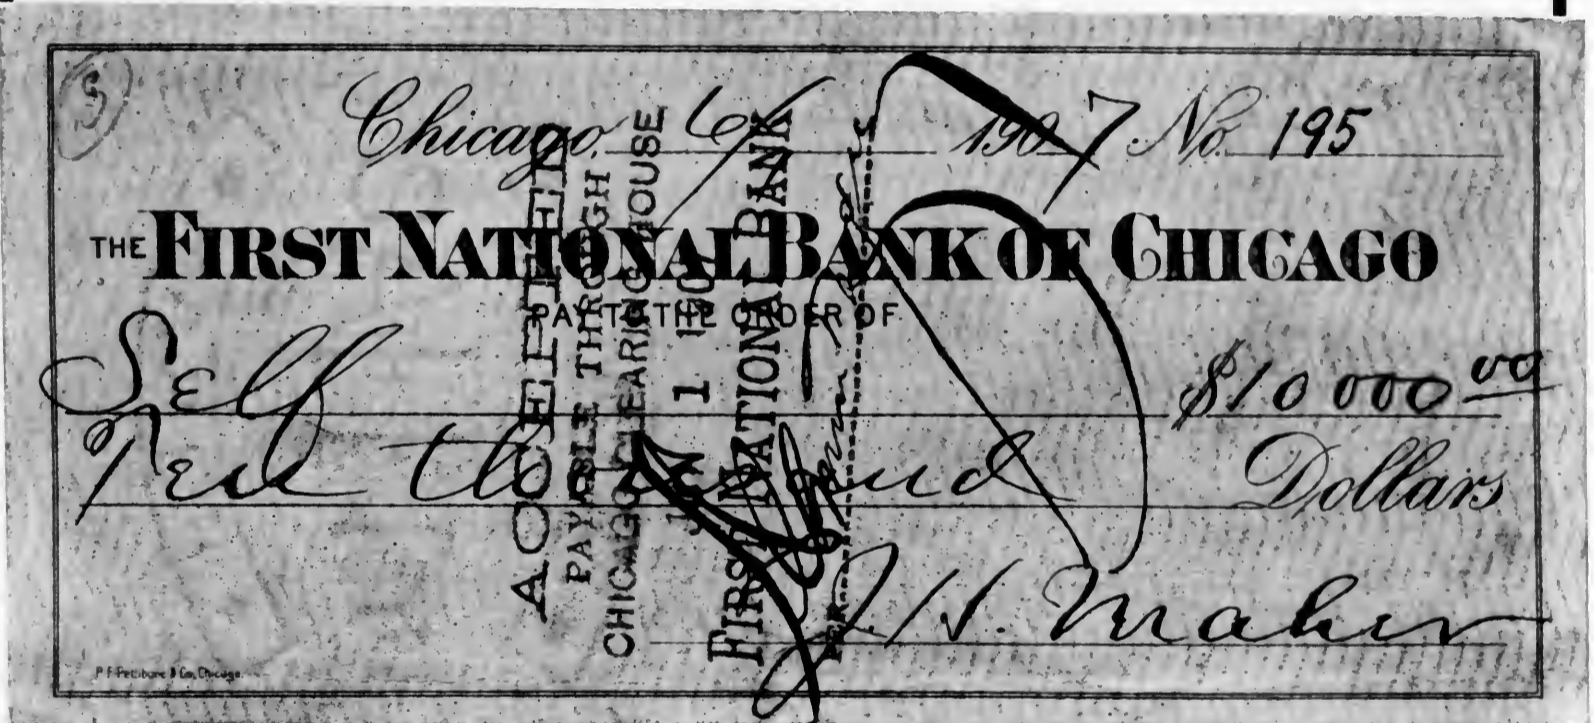 5
Chicago 190 7 No. 195
THE FIRST NATIONAL BANK OF CHICAGO
PAY TO THE ORDER OF
Self $10 000 00
Ten thousand Dollars
J. H. Maher
P F Pettibone & Co, Chicago.
ACCEPTED
PAYABLE THROUGH
CHICAGO CLEARING HOUSE
FIRST NATIONAL BANK
PER